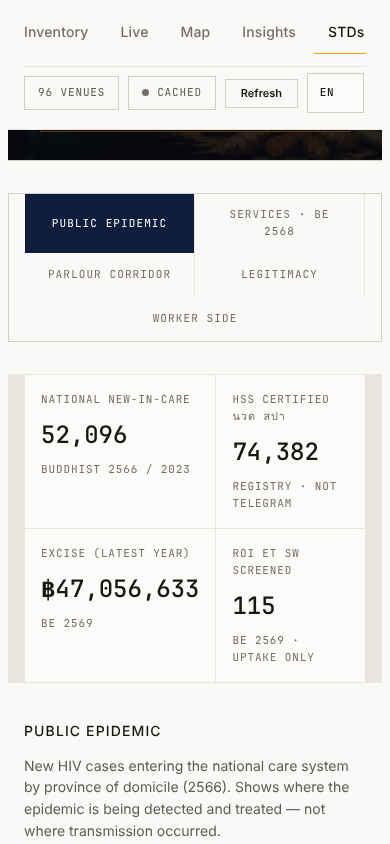 Inventory Live Map Insights STDs
96 VENUES CACHED Refresh EN
PUBLIC EPIDEMIC
SERVICES · BE
2568
PARLOUR CORRIDOR
LEGITIMACY
WORKER SIDE
NATIONAL NEW-IN-CARE
52,096
BUDDHIST 2566 / 2023
HSS CERTIFIED
นวด สปา
74,382
REGISTRY · NOT
TELEGRAM
EXCISE (LATEST YEAR)
฿47,056,633
BE 2569
ROI ET SW
SCREENED
115
BE 2569 ·
UPTAKE ONLY
PUBLIC EPIDEMIC
New HIV cases entering the national care system
by province of domicile (2566). Shows where the
epidemic is being detected and treated — not
where transmission occurred.